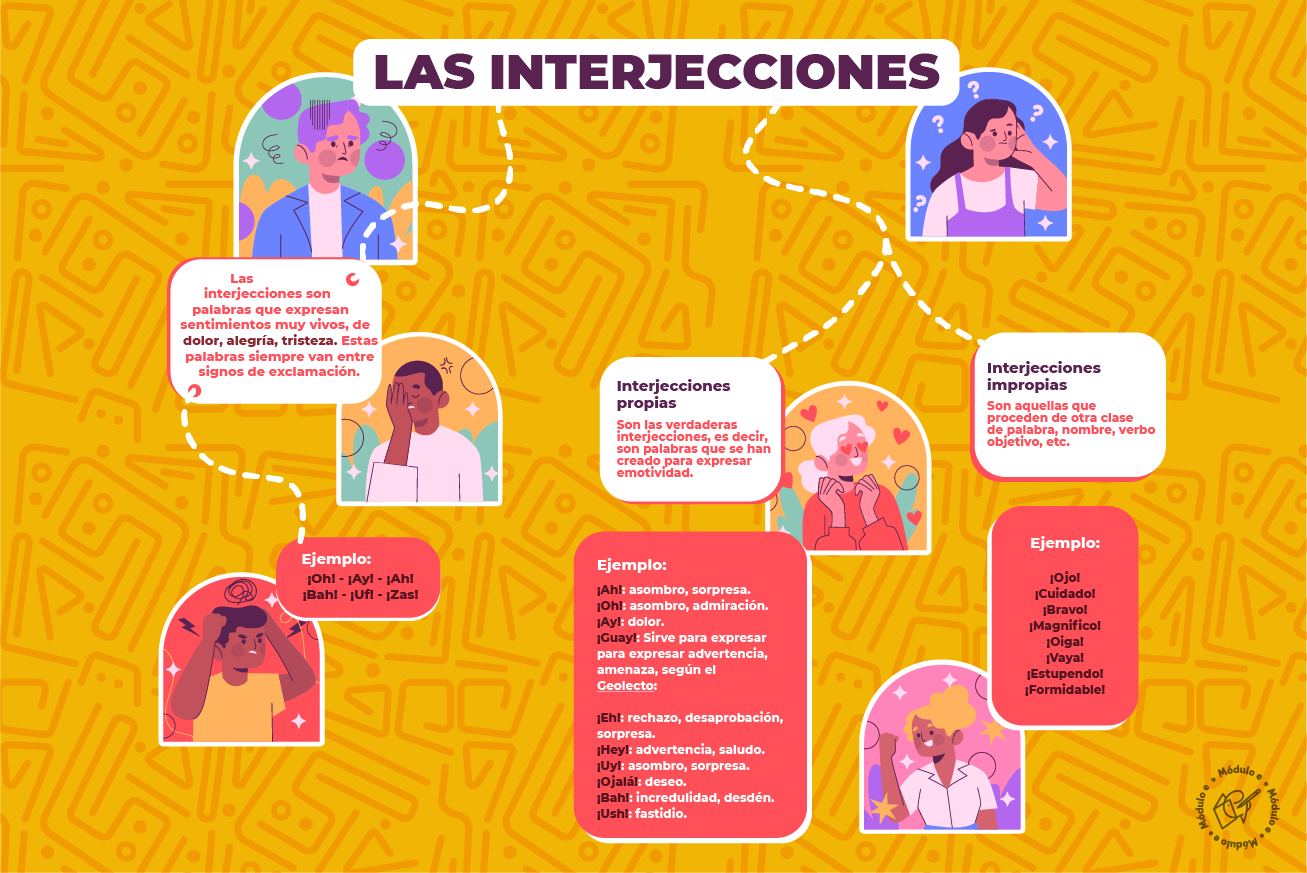 LAS INTERJECCIONES
Las
interjecciones son
palabras que expresan
sentimientos muy vivos, de
dolor, alegría, tristeza. Estas
palabras siempre van entre
signos de exclamación.
Ejemplo:
¡Oh! - ¡Ay! - ¡Ah!
¡Bah! - ¡Uf! - ¡Zas!
Interjecciones
propias
Son las verdaderas
interjecciones, es decir,
son palabras que se han
creado para expresar
emotividad.
Ejemplo:
¡Ah!: asombro, sorpresa.
¡Oh!: asombro, admiración.
¡Ay!: dolor.
¡Guay!: Sirve para expresar
para expresar advertencia,
amenaza, según el
Geolecto:
¡Eh!: rechazo, desaprobación,
sorpresa.
¡Hey!: advertencia, saludo.
¡Uy!: asombro, sorpresa.
¡Ojalá!: deseo.
¡Bah!: incredulidad, desdén.
¡Ush!: fastidio.
Interjecciones
impropias
Son aquellas que
proceden de otra clase
de palabra, nombre, verbo
objetivo, etc.
Ejemplo:
¡Ojo!
¡Cuidado!
¡Bravo!
¡Magnifico!
¡Oiga!
¡Vaya!
¡Estupendo!
¡Formidable!
Módulo e • Módulo e • Módulo e • Módulo e •